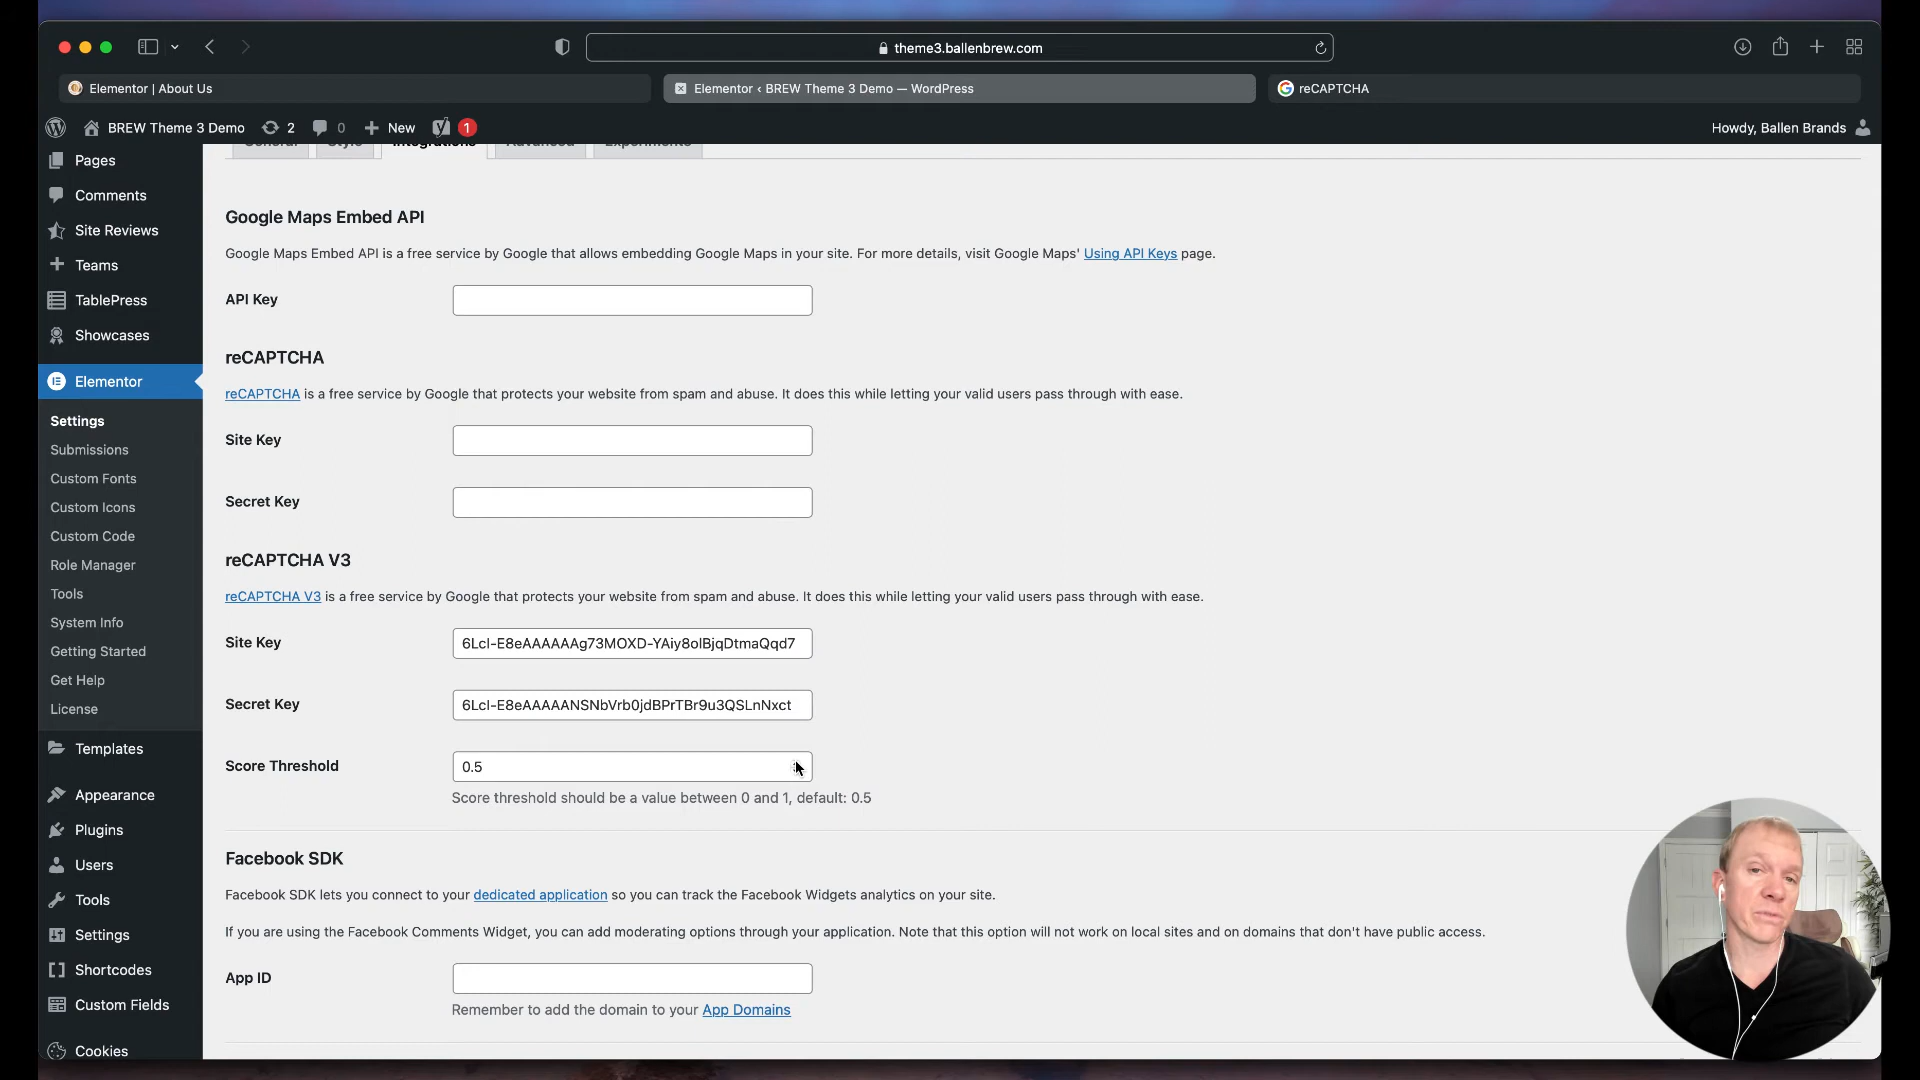 theme3.ballenbrew.com
Elementor | About Us
Elementor ‹ BREW Theme 3 Demo — WordPress
reCAPTCHA
BREW Theme 3 Demo
2
0
New
1
Howdy, Ballen Brands
General
Style
Integrations
Advanced
Experiments
Pages
Comments
Site Reviews
Teams
TablePress
Showcases
Elementor
Settings
Submissions
Custom Fonts
Custom Icons
Custom Code
Role Manager
Tools
System Info
Getting Started
Get Help
License
Templates
Appearance
Plugins
Users
Tools
Settings
Shortcodes
Custom Fields
Cookies
Google Maps Embed API
Google Maps Embed API is a free service by Google that allows embedding Google Maps in your site. For more details, visit Google Maps' Using API Keys page.
API Key
reCAPTCHA
reCAPTCHA is a free service by Google that protects your website from spam and abuse. It does this while letting your valid users pass through with ease.
Site Key
Secret Key
reCAPTCHA V3
reCAPTCHA V3 is a free service by Google that protects your website from spam and abuse. It does this while letting your valid users pass through with ease.
Site Key
6LcI-E8eAAAAAAg73MOXD-YAiy8oIBjqDtmaQqd7
Secret Key
6LcI-E8eAAAAANSNbVrb0jdBPrTBr9u3QSLnNxct
Score Threshold
0.5
Score threshold should be a value between 0 and 1, default: 0.5
Facebook SDK
Facebook SDK lets you connect to your dedicated application so you can track the Facebook Widgets analytics on your site.
If you are using the Facebook Comments Widget, you can add moderating options through your application. Note that this option will not work on local sites and on domains that don't have public access.
App ID
Remember to add the domain to your App Domains